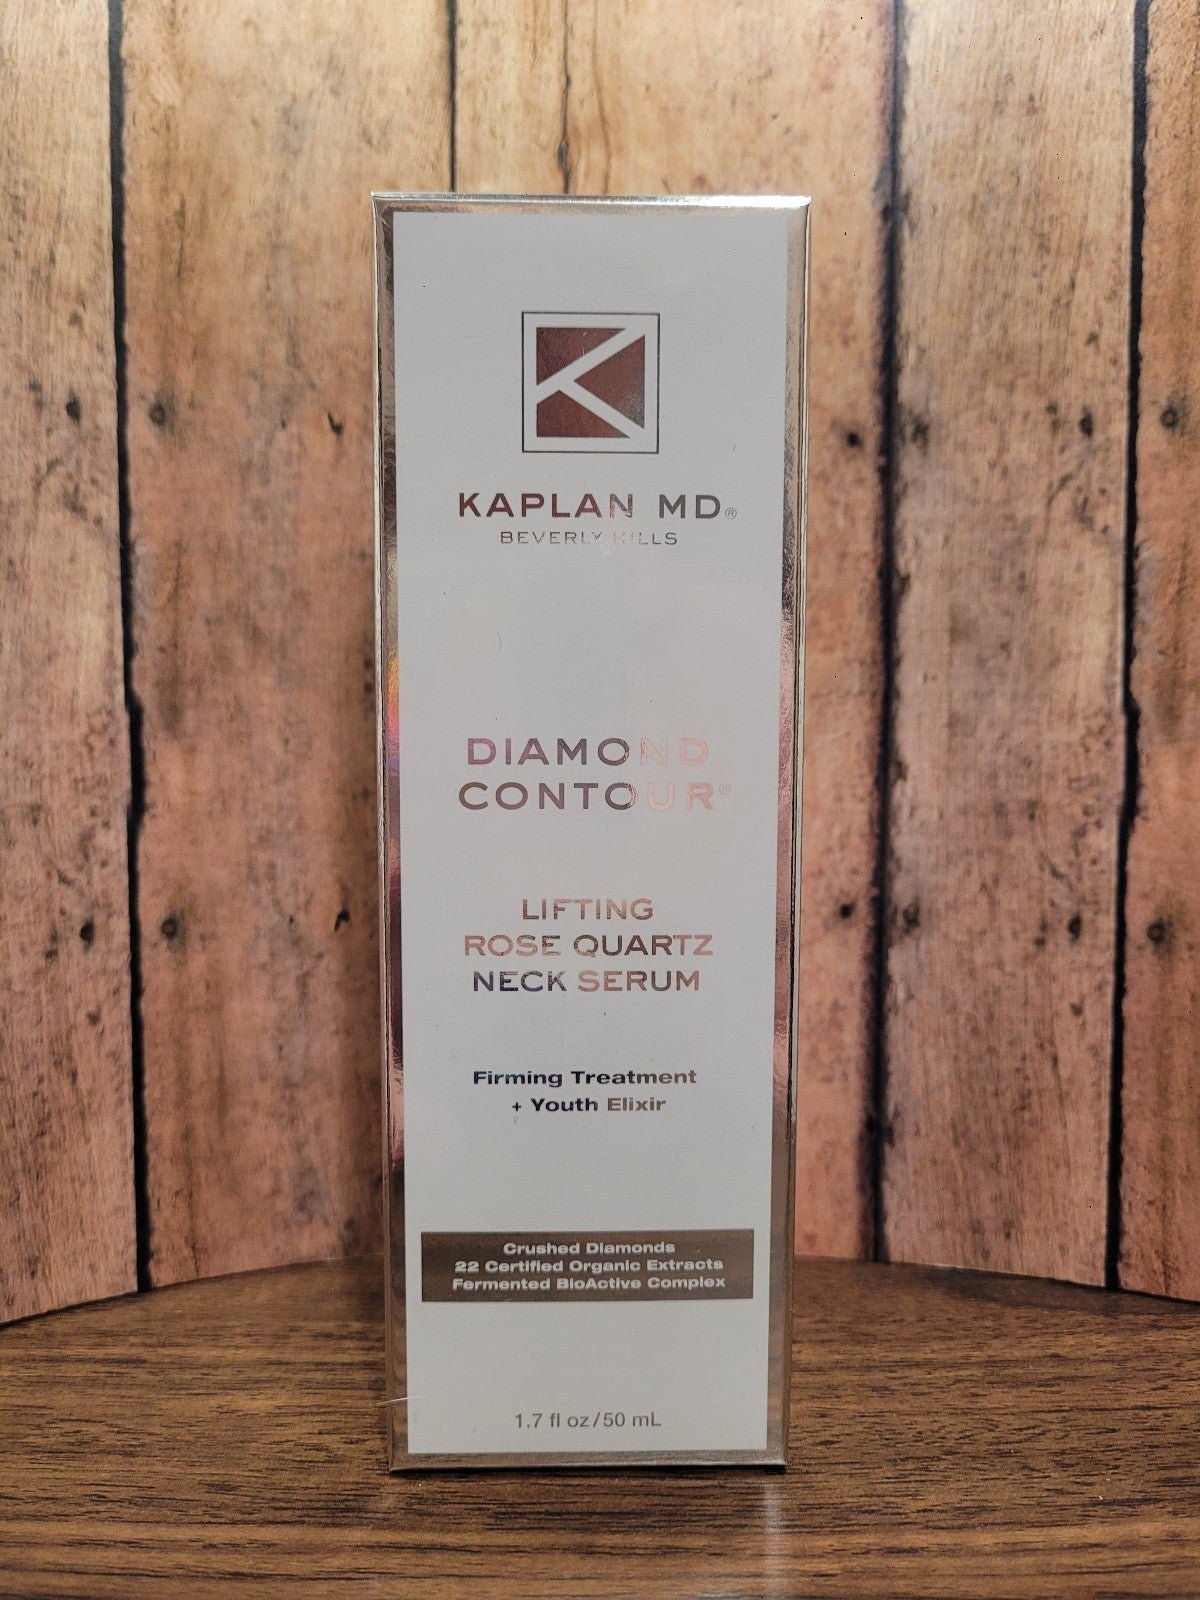 K
KAPLAN MD®
BEVERLY HILLS
DIAMOND
CONTOUR®
LIFTING
ROSE QUARTZ
NECK SERUM
Firming Treatment
+ Youth Elixir
Crushed Diamonds
22 Certified Organic Extracts
Fermented BioActive Complex
1.7 fl oz/50 mL